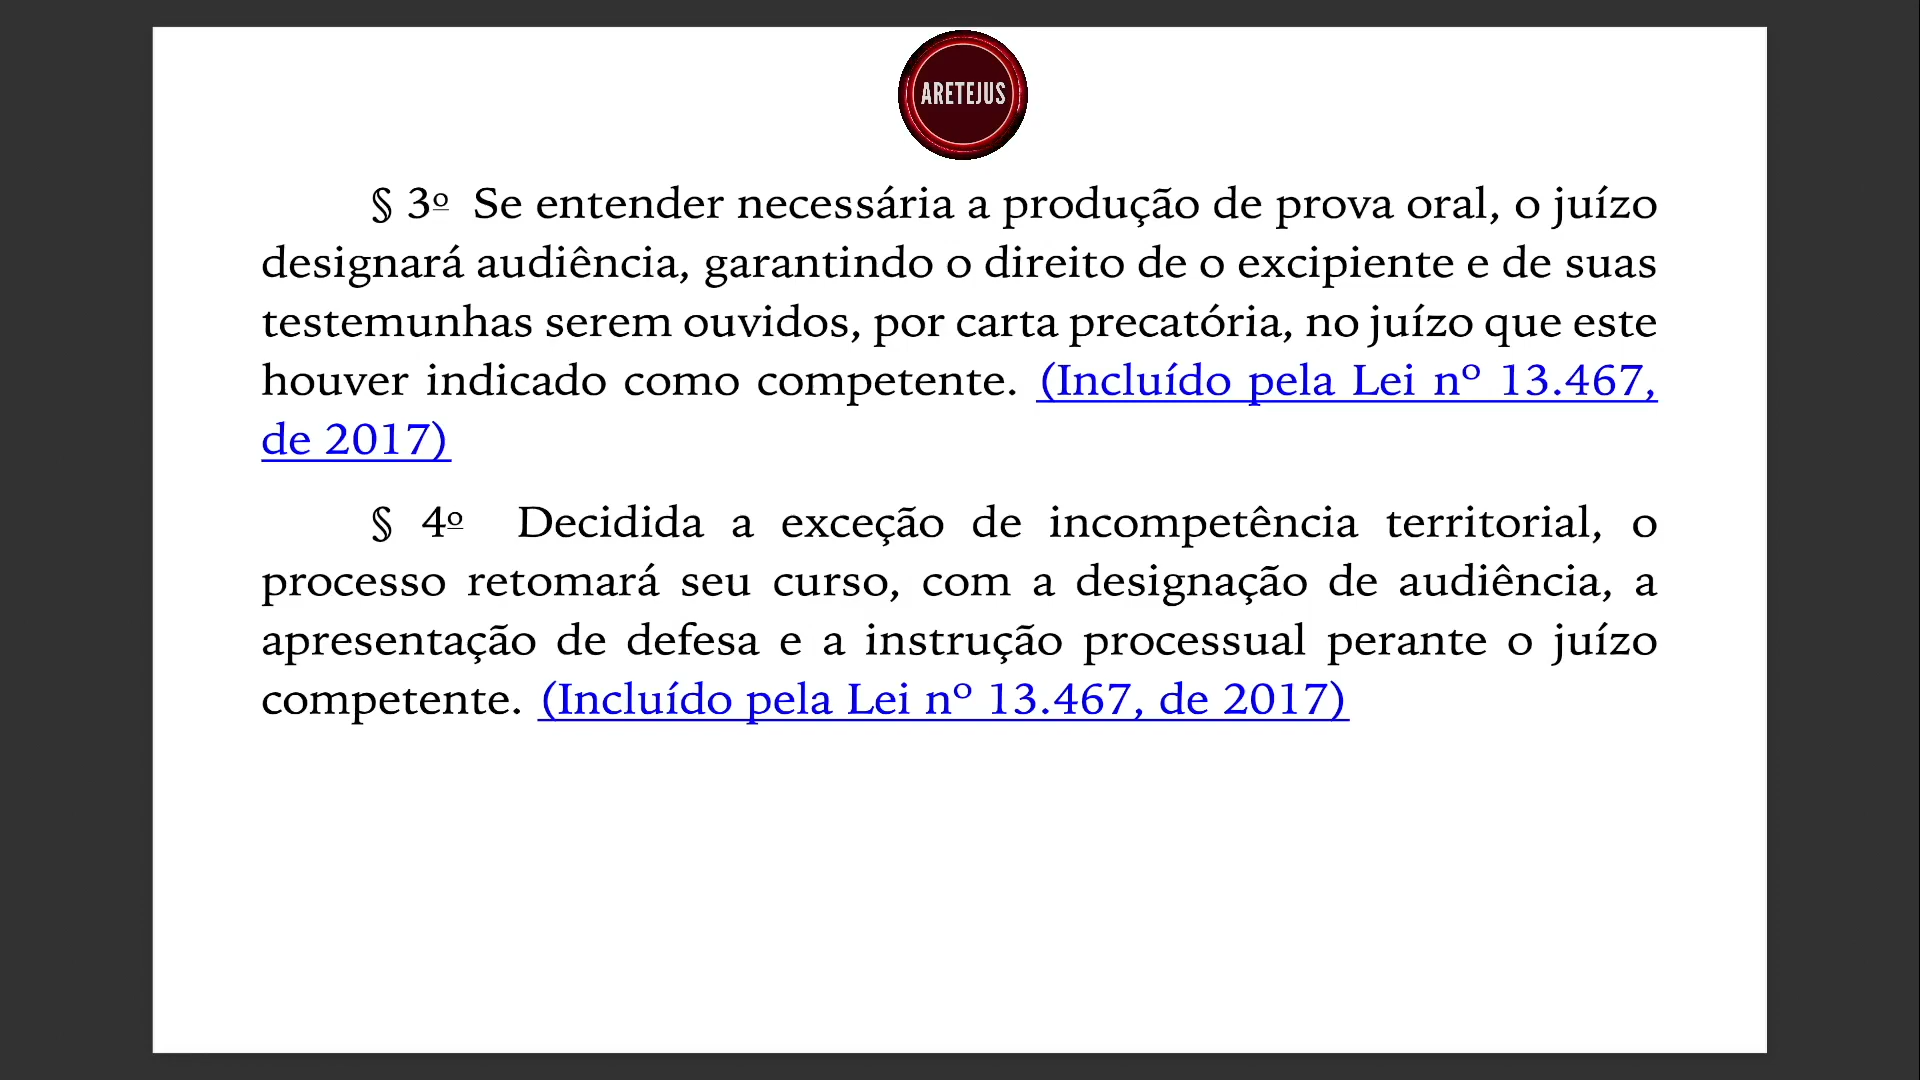 ARETEJUS
§ 3º Se entender necessária a produção de prova oral, o juízo
designará audiência, garantindo o direito de o excipiente e de suas
testemunhas serem ouvidos, por carta precatória, no juízo que este
houver indicado como competente. (Incluído pela Lei nº 13.467,
de 2017)
§ 4º Decidida a exceção de incompetência territorial, o
processo retomará seu curso, com a designação de audiência, a
apresentação de defesa e a instrução processual perante o juízo
competente. (Incluído pela Lei nº 13.467, de 2017)